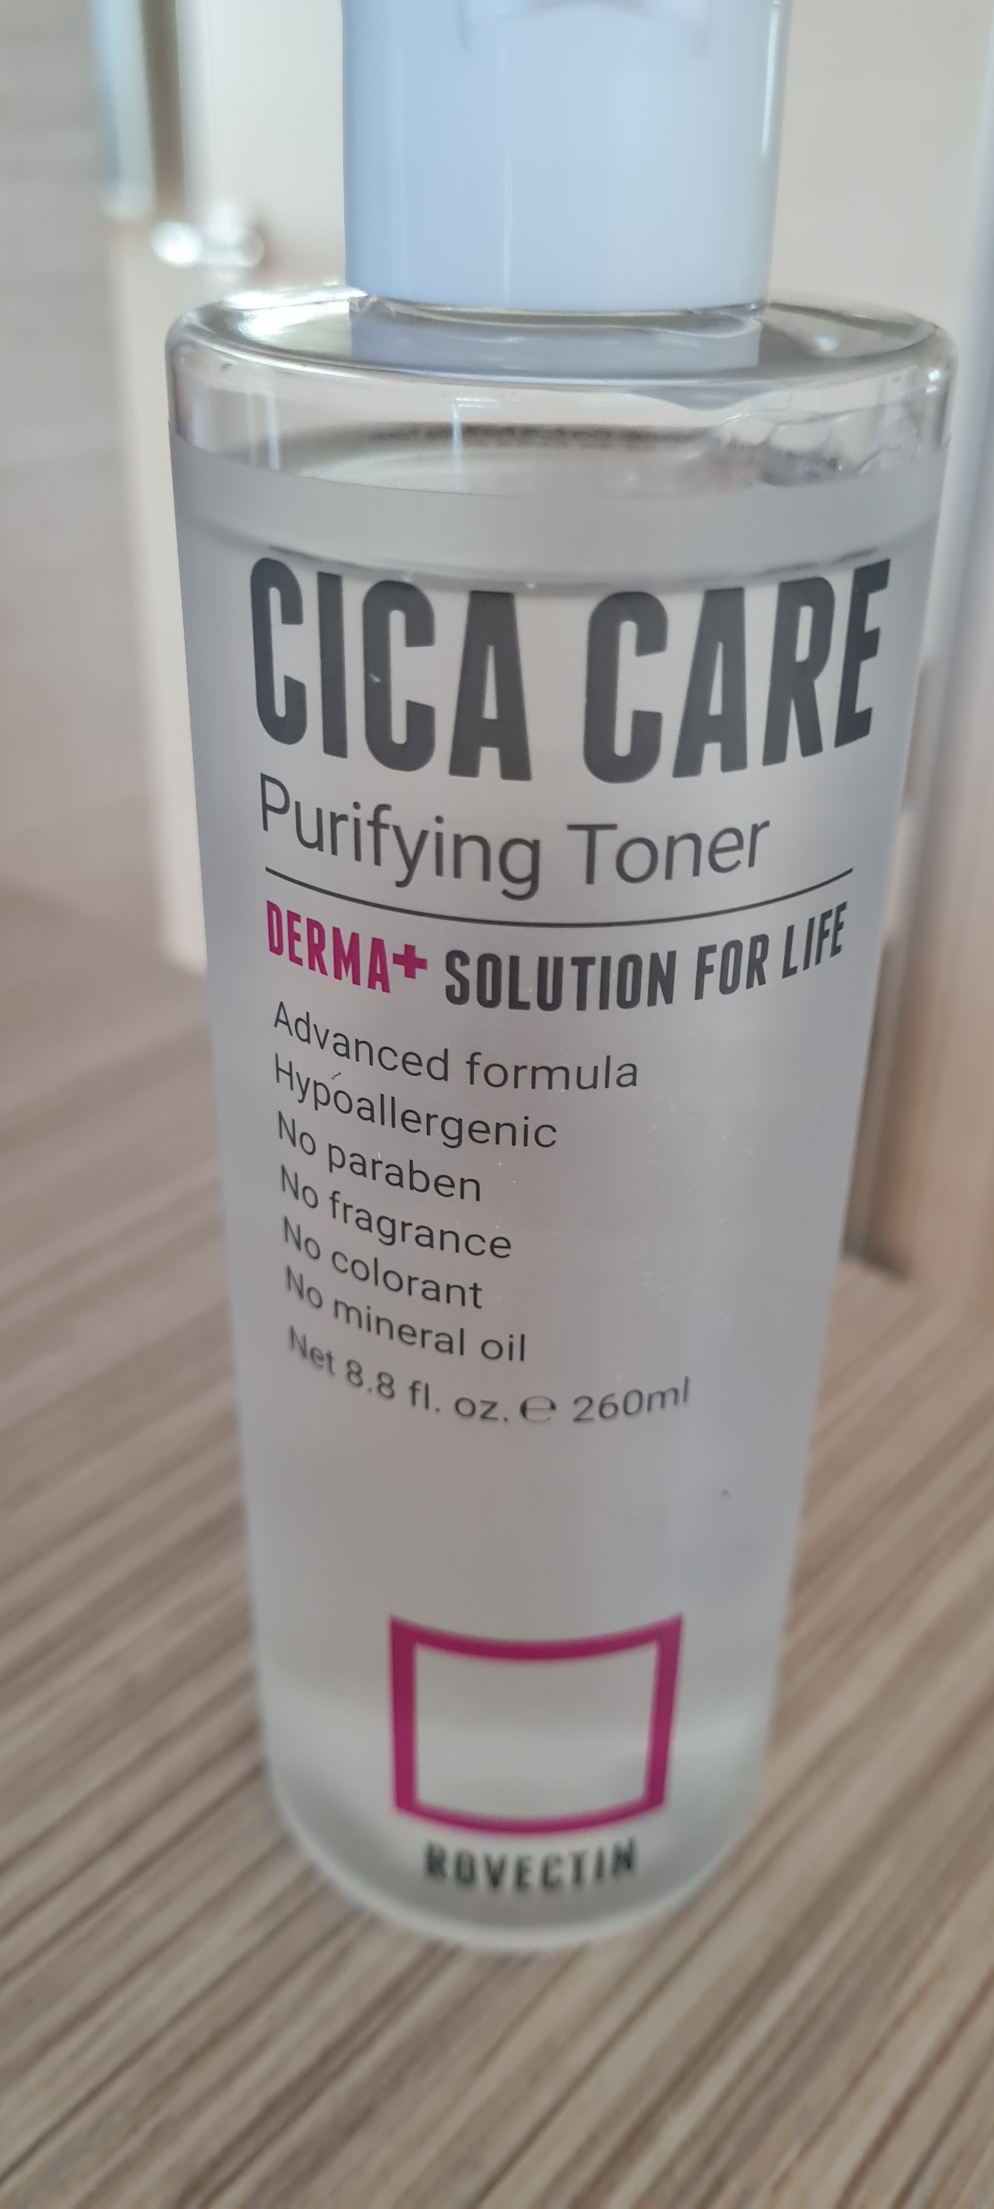 CICA CARE
Purifying Toner
DERMA+ SOLUTION FOR LIFE
Advanced formula
Hypoallergenic
No paraben
No fragrance
No colorant
No mineral oil
Net 8.8 fl. oz. ℮ 260ml
ROVECTIN